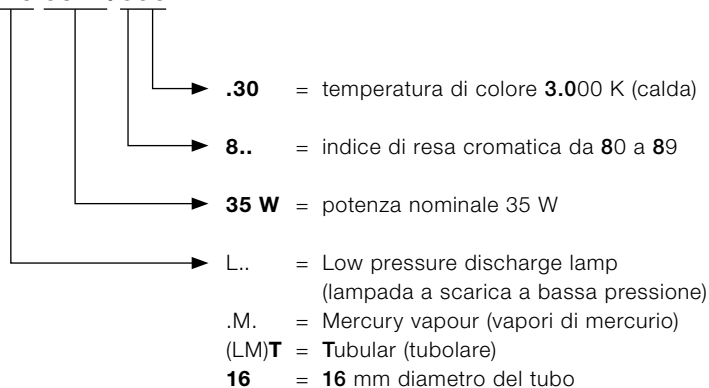 .30 = temperatura di colore 3.000 K (calda)
8.. = indice di resa cromatica da 80 a 89
35 W = potenza nominale 35 W
L.. = Low pressure discharge lamp
(lampada a scarica a bassa pressione)
.M. = Mercury vapour (vapori di mercurio)
(LM)T = Tubular (tubolare)
16 = 16 mm diametro del tubo